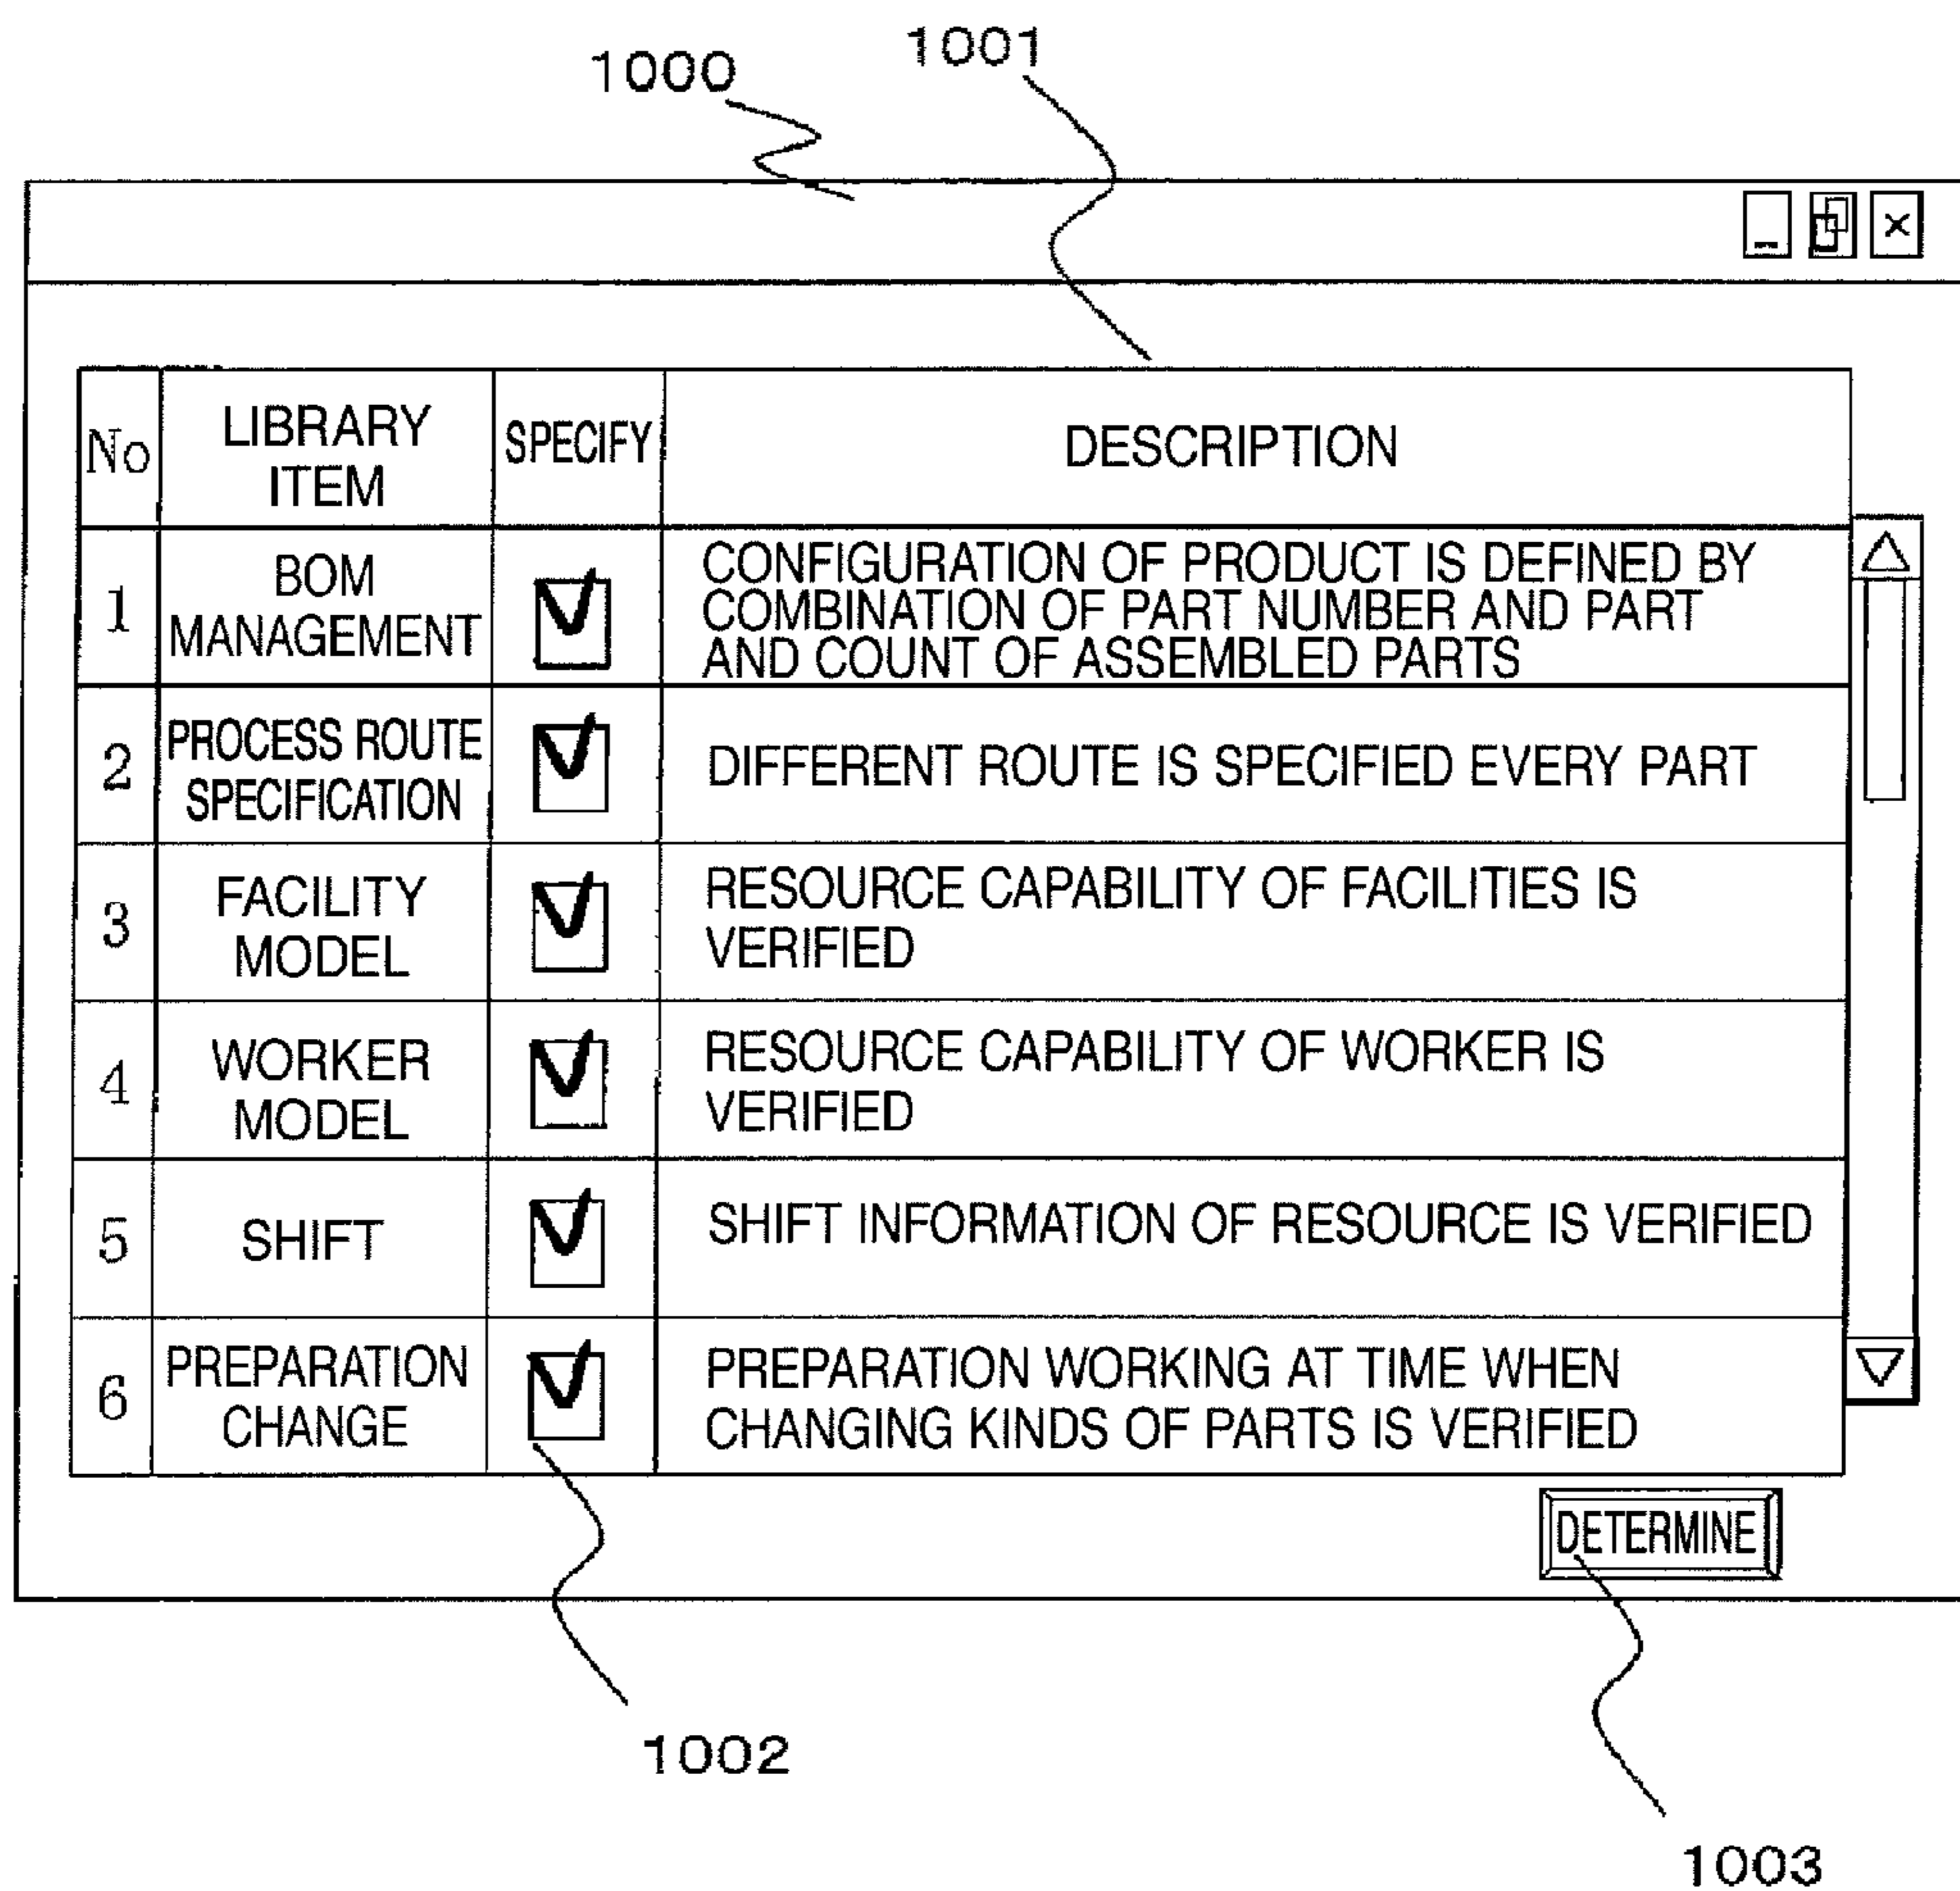 1000
1001
No
LIBRARY
ITEM
SPECIFY
DESCRIPTION
1
BOM
MANAGEMENT
CONFIGURATION OF PRODUCT IS DEFINED BY
COMBINATION OF PART NUMBER AND PART
AND COUNT OF ASSEMBLED PARTS
2
PROCESS ROUTE
SPECIFICATION
DIFFERENT ROUTE IS SPECIFIED EVERY PART
3
FACILITY
MODEL
RESOURCE CAPABILITY OF FACILITIES IS
VERIFIED
4
WORKER
MODEL
RESOURCE CAPABILITY OF WORKER IS
VERIFIED
5
SHIFT
SHIFT INFORMATION OF RESOURCE IS VERIFIED
6
PREPARATION
CHANGE
PREPARATION WORKING AT TIME WHEN
CHANGING KINDS OF PARTS IS VERIFIED
DETERMINE
1002
1003